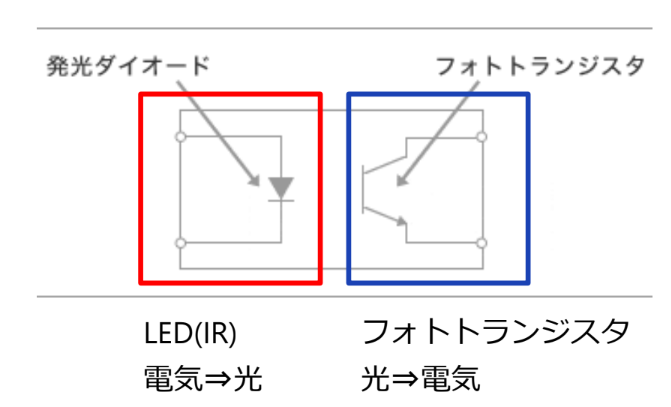 発光ダイオード
フォトトランジスタ
LED(IR)
電気⇒光
フォトトランジスタ
光⇒電気